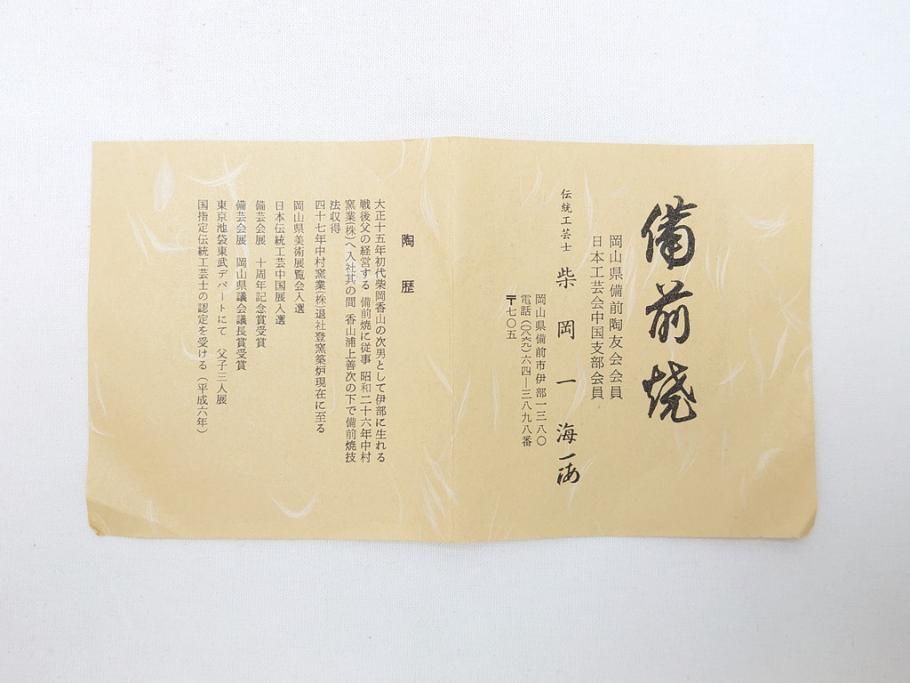 備前焼
岡山県備前陶友会会員
日本工芸会中国支部会員
伝統工芸士 柴岡一海
岡山県備前市伊部一三八〇
電話(〇八六九)六四―三八九八番
〒七〇五
陶歴
大正十五年初代柴岡香山の次男として伊部に生れる
戦後父の経営する 備前焼に従事 昭和二十六年中村
窯業(株)へ入社其の間 香山浦上善次の下で備前焼技
法収得
四十七年中村窯業(株)退社登窯築炉現在に至る
岡山県美術展覧会入選
日本伝統工芸中国展入選
備芸会展 十周年記念賞受賞
備芸会展 岡山県議会議長賞受賞
東京池袋東武デパートにて 父子三人展
国指定伝統工芸士の認定を受ける(平成六年)